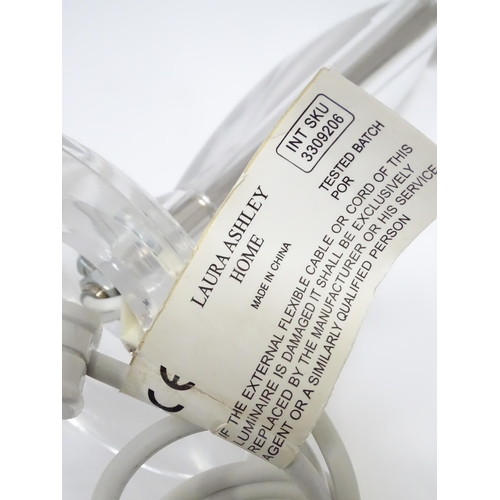 INT SKU
3309206
TESTED BATCH
POR
LAURA ASHLEY
HOME
MADE IN CHINA
IF THE EXTERNAL FLEXIBLE CABLE OR CORD OF THIS
LUMINAIRE IS DAMAGED IT SHALL BE EXCLUSIVELY
REPLACED BY THE MANUFACTURER OR HIS SERVICE
AGENT OR A SIMILARLY QUALIFIED PERSON
CE